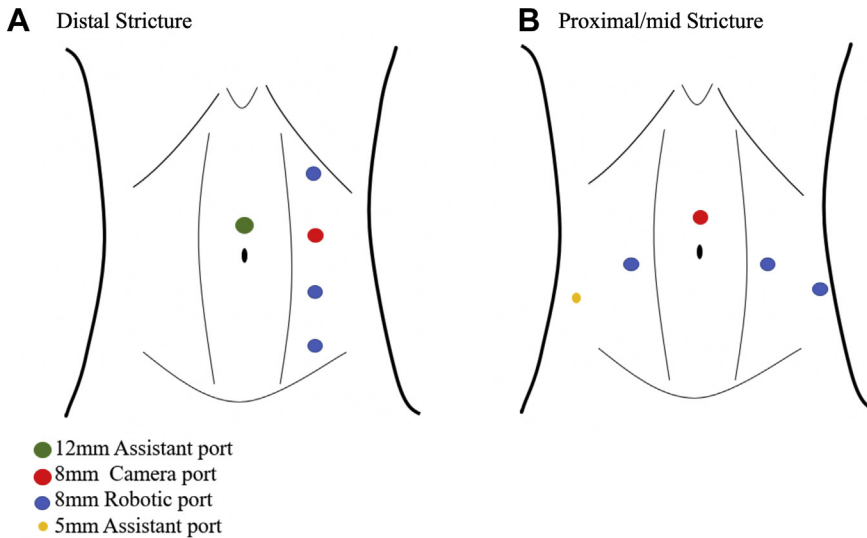 A Distal Stricture
B Proximal/mid Stricture
12mm Assistant port
8mm Camera port
8mm Robotic port
5mm Assistant port